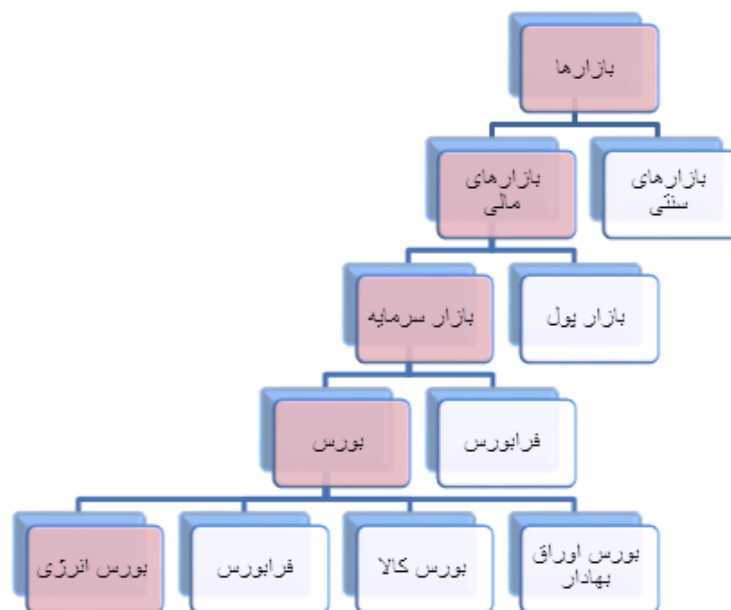 بازارها
بازارهای
سنتی
بازارهای
مالی
بازار پول
بازار سرمایه
فرابورس
بورس
بورس اوراق
بهادار
بورس کالا
فرابورس
بورس انرژی